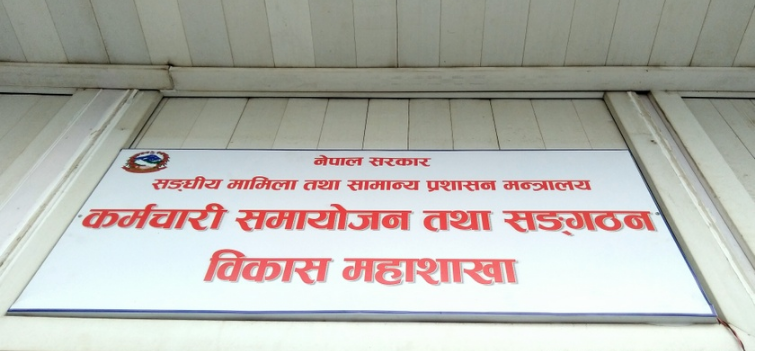 नेपाल सरकार
सङ्घीय मामिला तथा सामान्य प्रशासन मन्त्रालय
कर्मचारी समायोजन तथा सङ्गठन
विकास महाशाखा